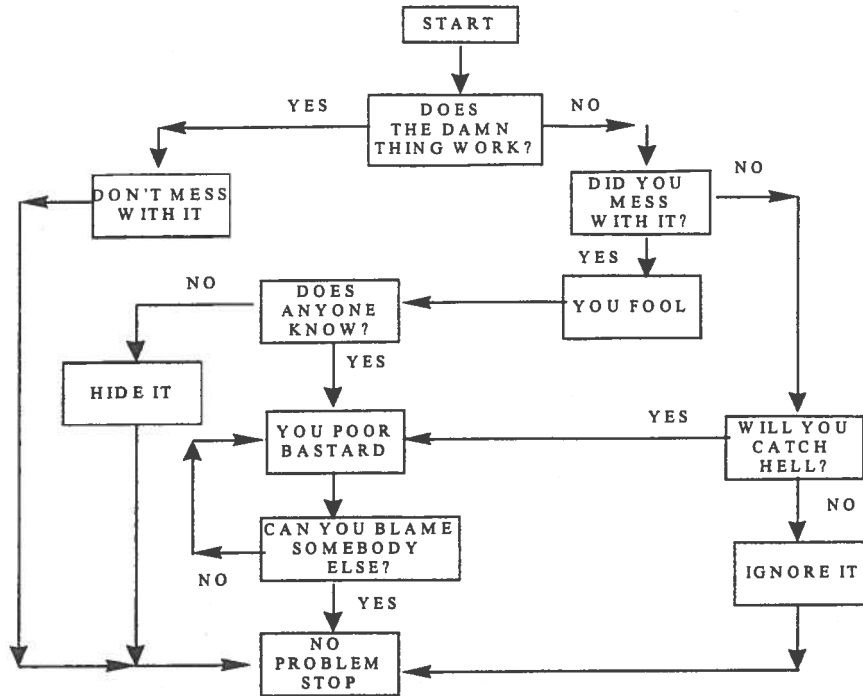 START
YES
DOES
THE DAMN
THING WORK?
NO
DON'T MESS
WITH IT
DID YOU
MESS
WITH IT?
NO
YES
NO
DOES
ANYONE
KNOW?
YOU FOOL
YES
HIDE IT
YOU POOR
BASTARD
YES
WILL YOU
CATCH
HELL?
NO
CAN YOU BLAME
SOMEBODY
ELSE?
NO
YES
IGNORE IT
NO
PROBLEM
STOP